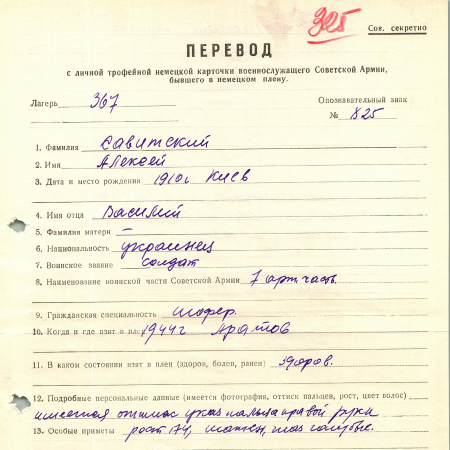 325
Сов. секретно
ПЕРЕВОД
с личной трофейной немецкой карточки военнослужащего Советской Армии,
бывшего в немецком плену.
Лагерь 367
Опознавательный знак
№ 825
1. Фамилия Савитский
2. Имя Алексей
3. Дата и место рождения 1910г Киев
4. Имя отца Василий
5. Фамилия матери –
6. Национальность украинец
7. Воинское звание солдат
8. Наименование воинской части Советской Армии 7 арт. часть.
9. Гражданская специальность шофер.
10. Когда и где взят в пле 1944г Аратов
11. В каком состоянии взят в плен (здоров, болен, ранен) здоров.
12. Подробные персональные данные (имеется фотография, оттиск пальцев, рост, цвет волос)
имеется оттиск указ пальца правой руки
13. Особые приметы рост 174, глаза голубые.